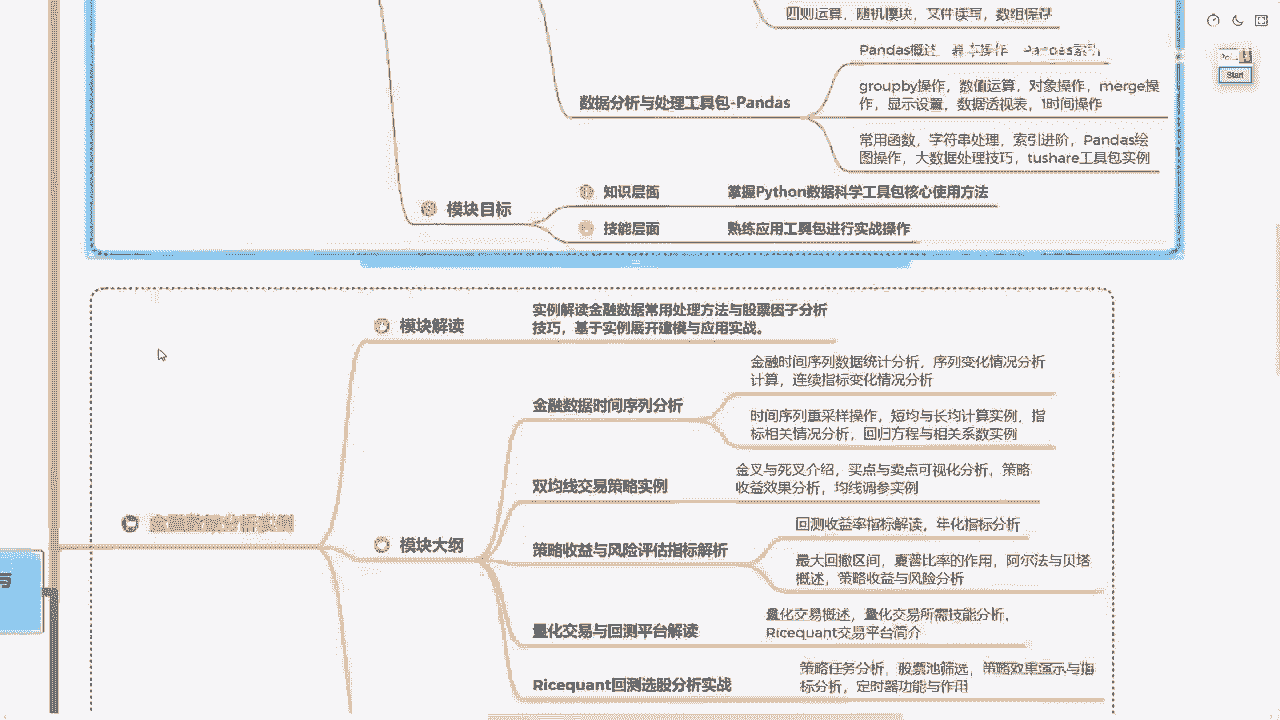 四则运算，随机模块，文件读写，数组保存
Pandas概述，基本操作，Pandas索引
数据分析与处理工具包-Pandas
groupby操作，数值运算，对象操作，merge操
作，显示设置，数据透视表，时间操作
常用函数，字符串处理，索引进阶，Pandas绘
图操作，大数据处理技巧，tushare工具包实例
模块目标
知识层面
掌握Python数据科学工具包核心使用方法
技能层面
熟练应用工具包进行实战操作
Start
模块解读
实例解读金融数据常用处理方法与股票因子分析
技巧，基于实例展开建模与应用实战。
金融数据时间序列分析
金融时间序列数据统计分析，序列变化情况分析
计算，连续指标变化情况分析
时间序列重采样操作，短均与长均计算实例，指
标相关情况分析，回归方程与相关系数实例
双均线交易策略实例
金叉与死叉介绍，买点与卖点可视化分析，策略
收益效果分析，均线调参实例
金融数据分析实例
模块大纲
策略收益与风险评估指标解析
回测收益率指标解读，年化指标分析
最大回撤区间，夏普比率的作用，阿尔法与贝塔
概述，策略收益与风险分析
与
量化交易与回测平台解读
量化交易概述，量化交易所需技能分析，
Ricequant交易平台简介
Ricequant回测选股分析实战
策略任务分析，股票池筛选，策略效果演示与指
标分析，定时器功能与作用